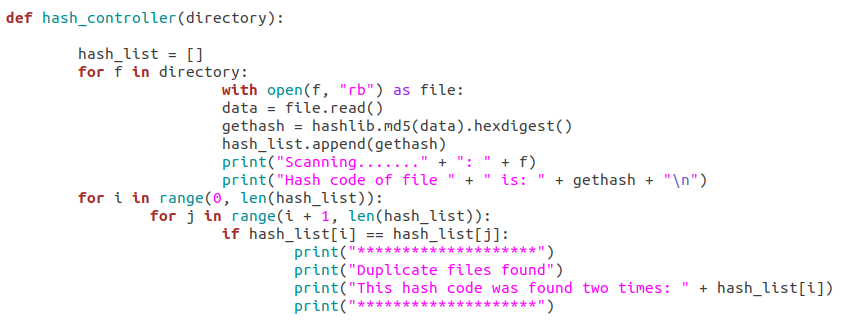 def hash_controller(directory):
hash_list = []
for f in directory:
with open(f, "rb") as file:
data = file.read()
gethash = hashlib.md5(data).hexdigest()
hash_list.append(gethash)
print("Scanning......." + ": " + f)
print("Hash code of file " + " is: " + gethash + "\n")
for i in range(0, len(hash_list)):
for j in range(i + 1, len(hash_list)):
if hash_list[i] == hash_list[j]:
print("********************")
print("Duplicate files found")
print("This hash code was found two times: " + hash_list[i])
print("********************")